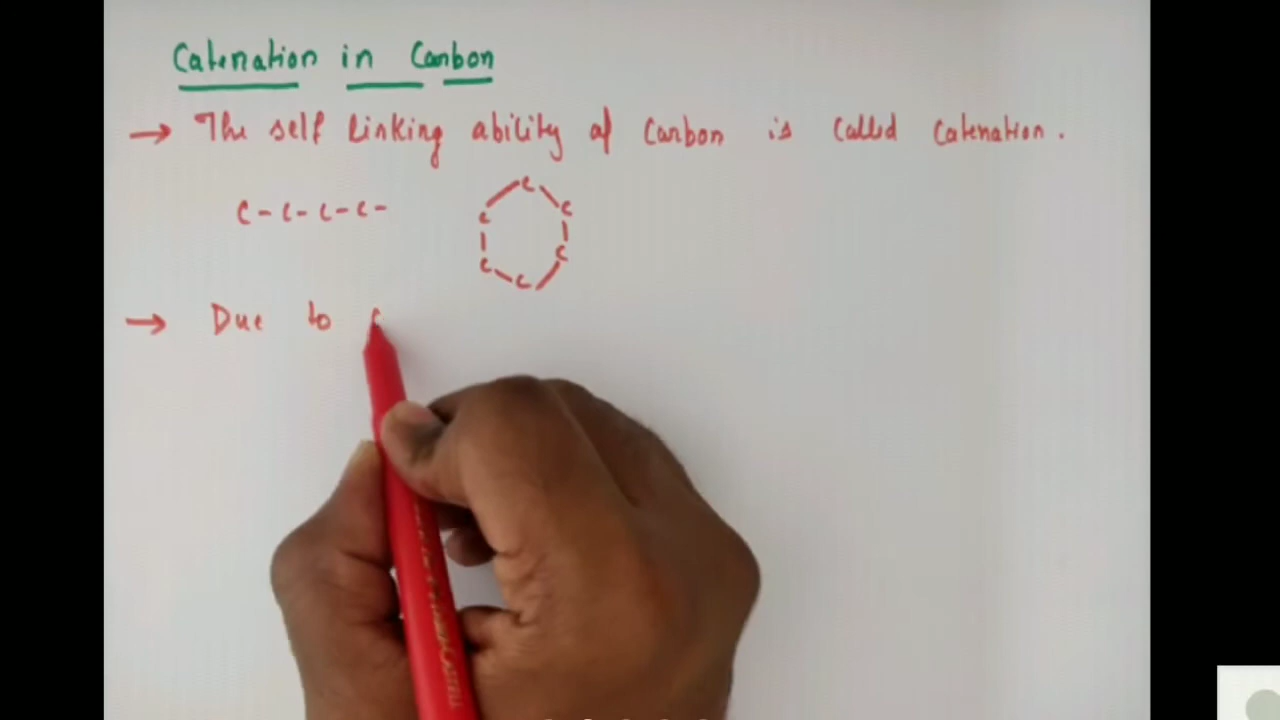 Catenation in Carbon
→ The self linking ability of Carbon is called Catenation.
C-C-C-C-
C
C C
C C
C
→ Due to